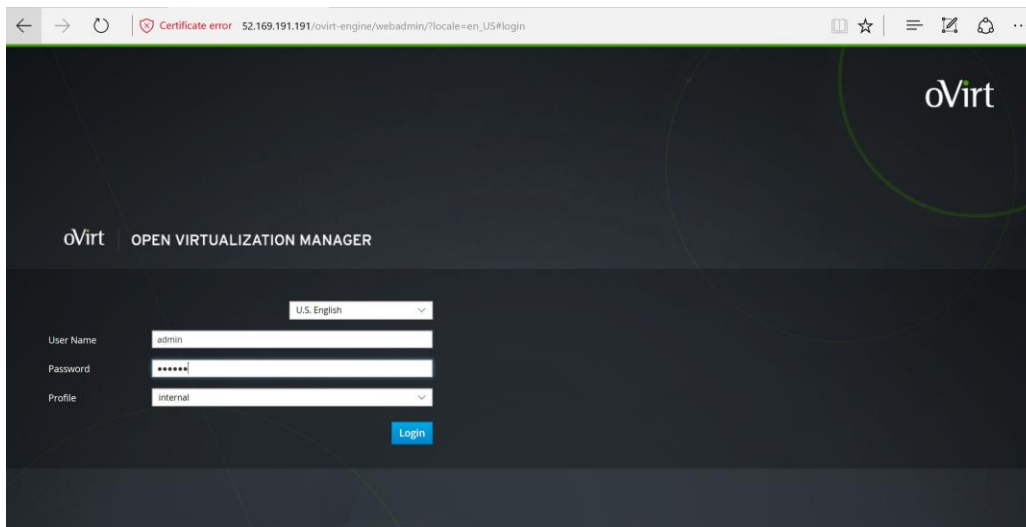 Certificate error 52.169.191.191/ovirt-engine/webadmin/?locale=en_US#login
oVirt
oVirt OPEN VIRTUALIZATION MANAGER
U.S. English
User Name admin
Password ••••••
Profile internal
Login